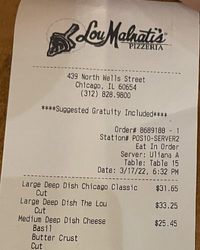 Lou Malnati's
PIZZERIA
439 North Wells Street
Chicago, IL 60654
(312) 828.9800
****Suggested Gratuity Included****
Order# 8689188 - 1
Station# POS10-SERVER2
Eat In Order
Server: Uliana A
Table: Table 15
Date: 3/17/22, 6:32 PM
Large Deep Dish Chicago Classic $31.65
Cut
Large Deep Dish The Lou $33.25
Cut
Medium Deep Dish Cheese $25.45
Basil
Butter Crust
Cut